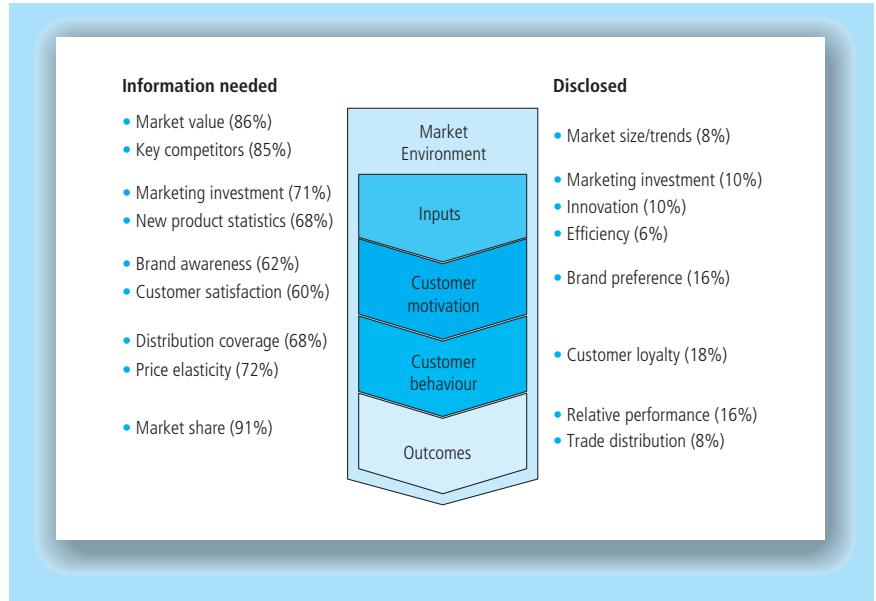 Information needed
• Market value (86%)
• Key competitors (85%)
• Marketing investment (71%)
• New product statistics (68%)
• Brand awareness (62%)
• Customer satisfaction (60%)
• Distribution coverage (68%)
• Price elasticity (72%)
• Market share (91%)
Market
Environment
Inputs
Customer
motivation
Customer
behaviour
Outcomes
Disclosed
• Market size/trends (8%)
• Marketing investment (10%)
• Innovation (10%)
• Efficiency (6%)
• Brand preference (16%)
• Customer loyalty (18%)
• Relative performance (16%)
• Trade distribution (8%)